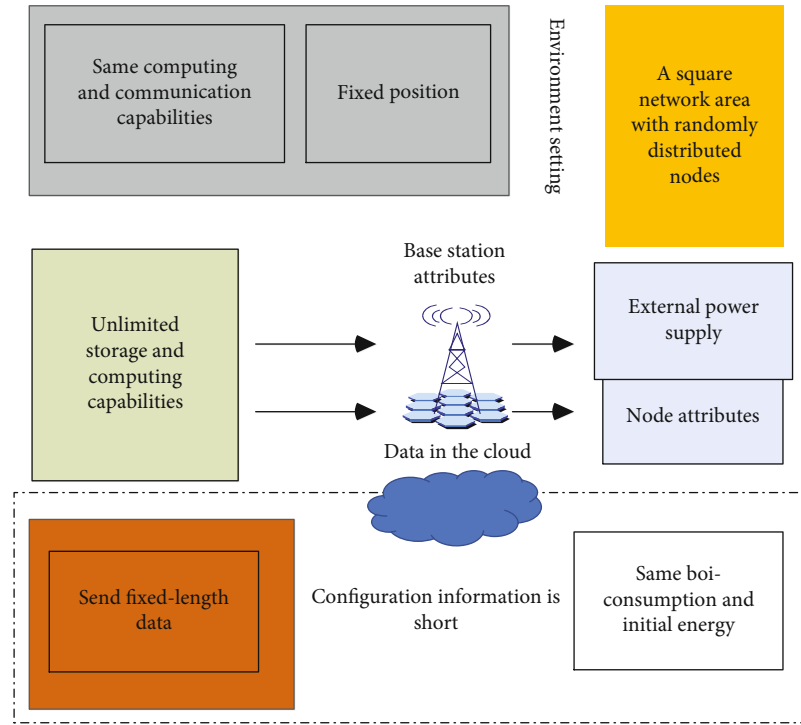 Same computing
and communication
capabilities
Fixed position
Environment setting
A square
network area
with randomly
distributed
nodes
Base station
attributes
Unlimited
storage and
computing
capabilities
External power
supply
Node attributes
Data in the cloud
Send fixed-length
data
Configuration information is
short
Same boi-
consumption and
initial energy